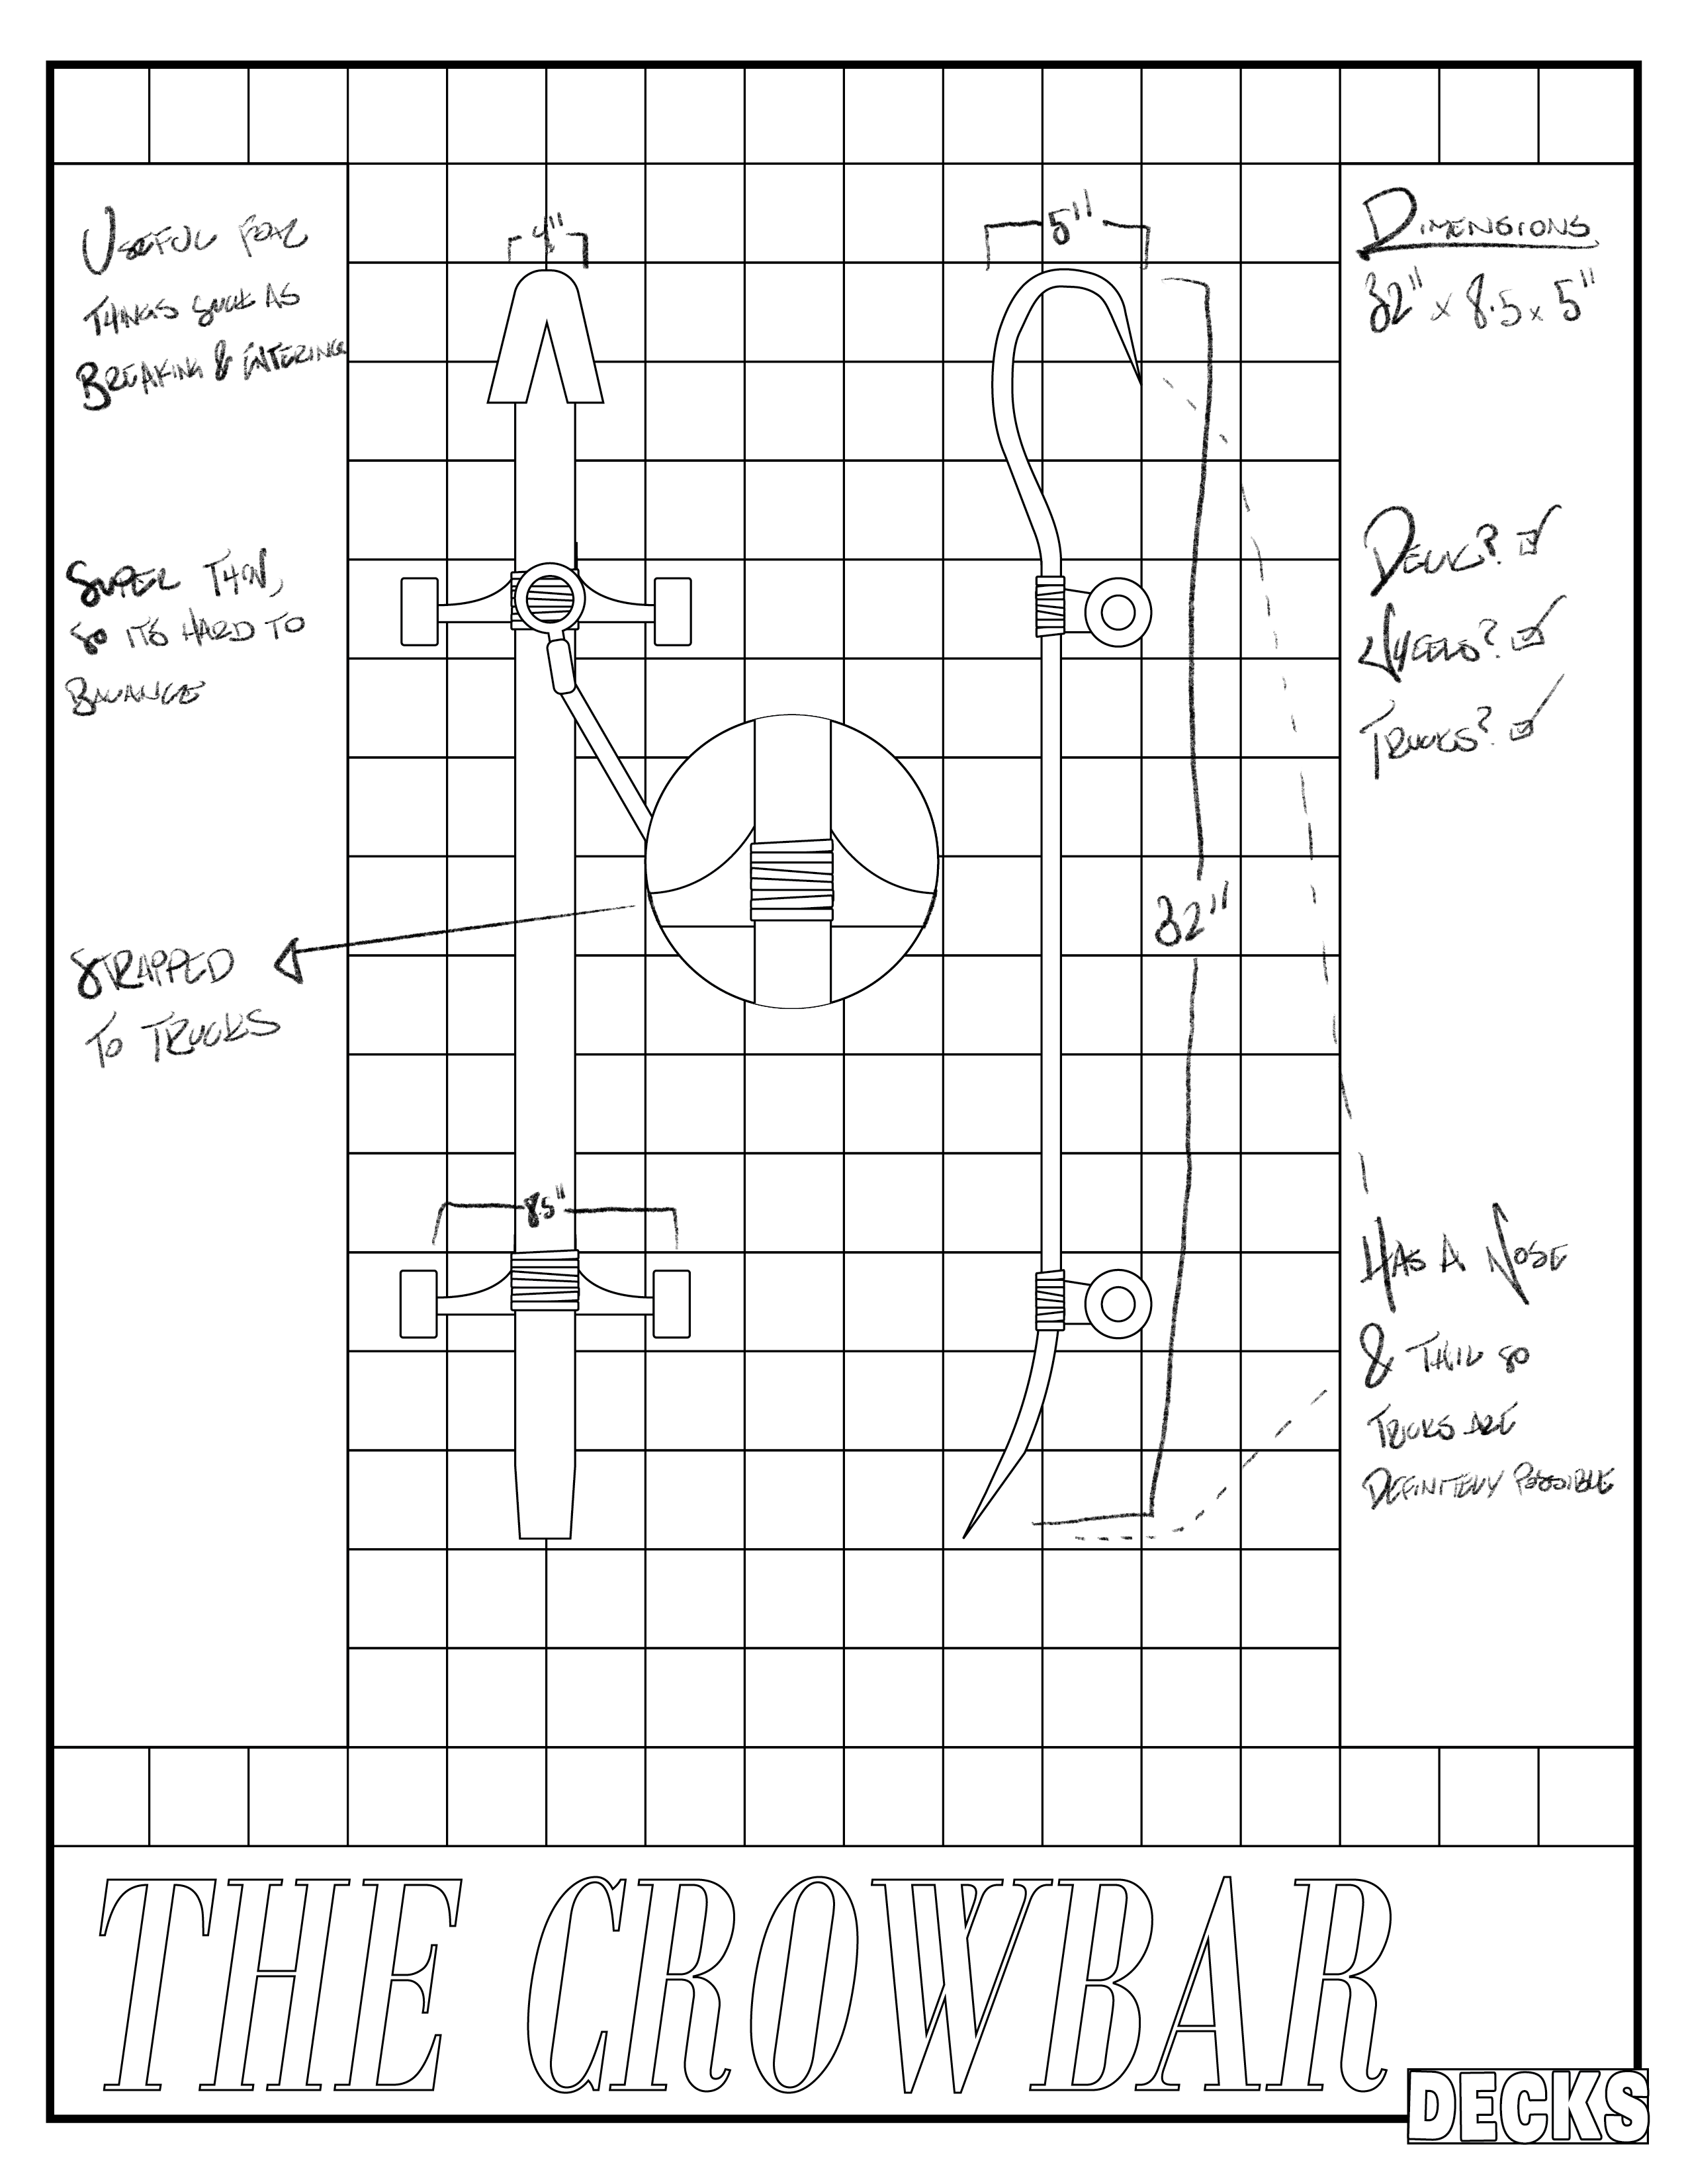 USEFUL FOR
THINGS SUCH AS
BREAKING & ENTERING
4"
5"
DIMENSIONS
32" x 8.5 x 5"
SUPER THIN,
SO ITS HARD TO
BALANCE
DECK?
WHEELS?
TRUCKS?
STRAPPED
TO TRUCKS
32"
8.5"
HAS A NOSE
& TAIL SO
TRICKS ARE
DEFINITELY POSSIBLE
THE CROWBAR
DECKS